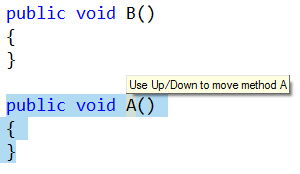 public void B()
{
}
Use Up/Down to move method A
public void A()
{
}